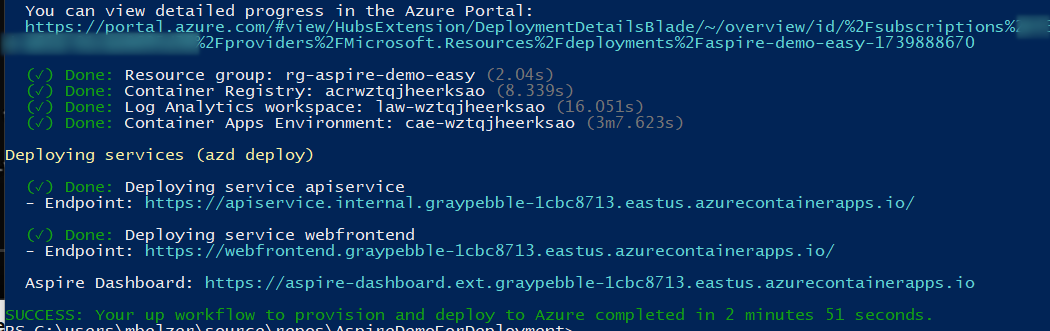 You can view detailed progress in the Azure Portal:
https://portal.azure.com/#view/HubsExtension/DeploymentDetailsBlade/~/overview/id/%2Fsubscriptions%
%2Fproviders%2FMicrosoft.Resources%2Fdeployments%2Faspire-demo-easy-1739888670
(✓) Done: Resource group: rg-aspire-demo-easy (2.04s)
(✓) Done: Container Registry: acrwztqjheerksao (8.339s)
(✓) Done: Log Analytics workspace: law-wztqjheerksao (16.051s)
(✓) Done: Container Apps Environment: cae-wztqjheerksao (3m7.623s)
Deploying services (azd deploy)
(✓) Done: Deploying service apiservice
- Endpoint: https://apiservice.internal.graypebble-1cbc8713.eastus.azurecontainerapps.io/
(✓) Done: Deploying service webfrontend
- Endpoint: https://webfrontend.graypebble-1cbc8713.eastus.azurecontainerapps.io/
Aspire Dashboard: https://aspire-dashboard.ext.graypebble-1cbc8713.eastus.azurecontainerapps.io
SUCCESS: Your up workflow to provision and deploy to Azure completed in 2 minutes 51 seconds.
PS C:\users\mbelzer\source\repos\AspireDemoForDeployment>